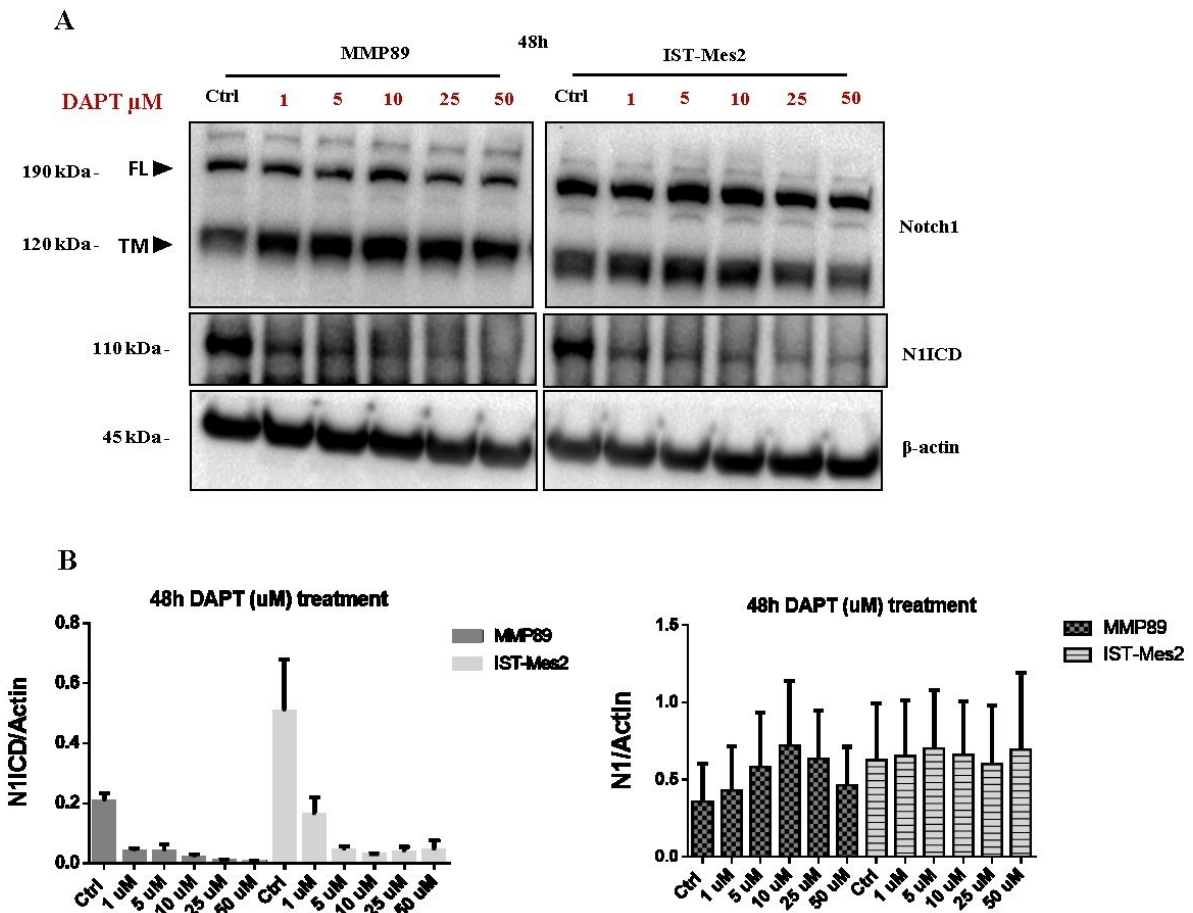 A
48h
MMP89 IST-Mes2
DAPT µM Ctrl 1 5 10 25 50 Ctrl 1 5 10 25 50
190 kDa- FL
120 kDa- TM
Notch1
110 kDa- N1ICD
45 kDa- β-actin
B
48h DAPT (uM) treatment
N1ICD/Actin
0.8
0.6
0.4
0.2
0.0
MMP89
IST-Mes2
Ctrl 1 uM 5 uM 10 uM 25 uM 50 uM Ctrl 1 uM 5 uM 10 uM 25 uM 50 uM
48h DAPT (uM) treatment
N1/Actin
1.5
1.0
0.5
0.0
MMP89
IST-Mes2
Ctrl 1 uM 5 uM 10 uM 25 uM 50 uM Ctrl 1 uM 5 uM 10 uM 25 uM 50 uM